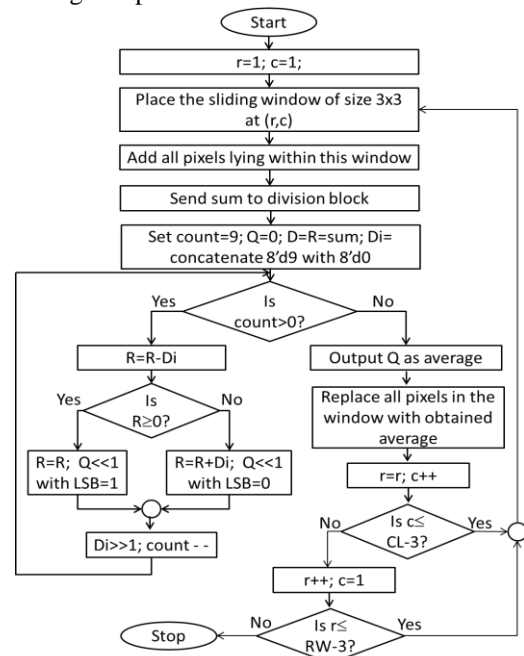 Start
r=1; c=1;
Place the sliding window of size 3x3
at (r,c)
Add all pixels lying within this window
Send sum to division block
Set count=9; Q=0; D=R=sum; Di=
concatenate 8'd9 with 8'd0
Yes
Is
count>0?
No
R=R-Di
Output Q as average
Yes
Is
R≥0?
No
Replace all pixels in the
window with obtained
average
R=R; Q<<1
with LSB=1
R=R+Di; Q<<1
with LSB=0
r=r; c++
Di>>1; count - -
No
Is c≤
CL-3?
Yes
r++; c=1
Stop
No
Is r≤
RW-3?
Yes